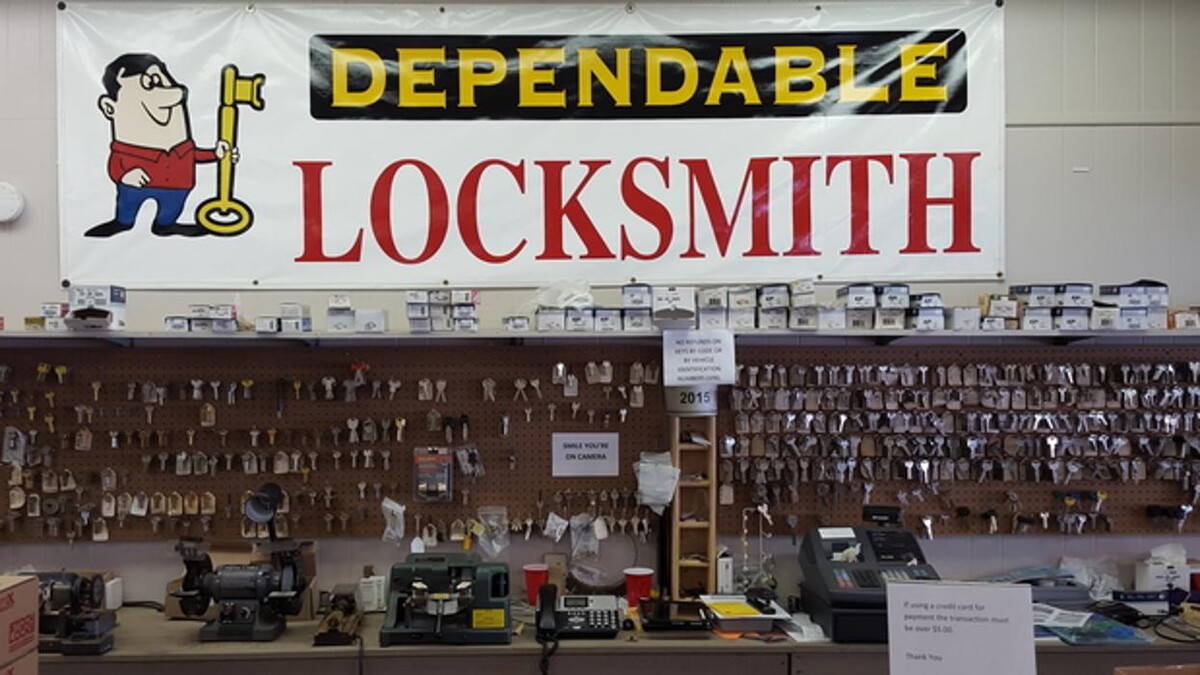 DEPENDABLE
LOCKSMITH
NO REFUNDS ON
KEYS BY CODE OR
BY VEHICLE
IDENTIFICATION
NUMBERS (VIN)
2015
SMILE YOU'RE
ON CAMERA
If using a credit card for
payment the transaction must
be over $5.00.
Thank You